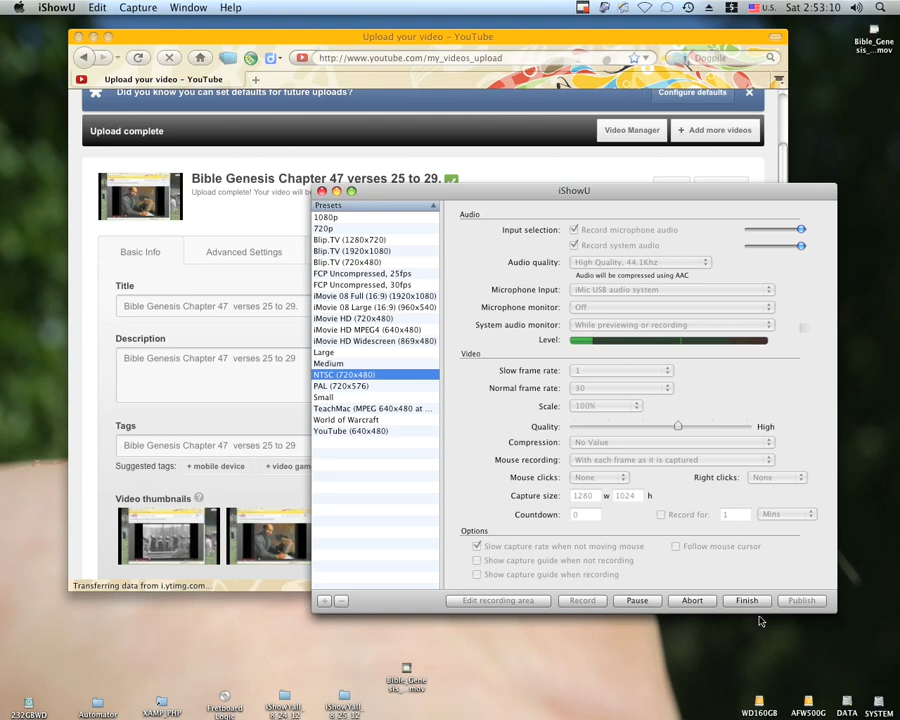 iShowU Edit Capture Window Help
U.S. Sat 2:53:10
Upload your video – YouTube
http://www.youtube.com/my_videos_upload
Dogpile
Upload your video – YouTube
Bible_Gene
sis_...mov
Did you know you can set defaults for future uploads?
Configure defaults
Upload complete
Video Manager
+ Add more videos
Bible Genesis Chapter 47 verses 25 to 29.
Upload complete! Your video will b
Basic Info
Advanced Settings
Title
Bible Genesis Chapter 47 verses 25 to 29.
Description
Bible Genesis Chapter 47 verses 25 to 29
Tags
Bible Genesis Chapter 47 verses 25 to 29
Suggested tags: + mobile device + video gam
Video thumbnails
Transferring data from i.ytimg.com...
iShowU
Presets
1080p
720p
Blip.TV (1280x720)
Blip.TV (1920x1080)
Blip.TV (720x480)
FCP Uncompressed, 25fps
FCP Uncompressed, 30fps
iMovie 08 Full (16:9) (1920x1080)
iMovie 08 Large (16:9) (960x540)
iMovie HD (720x480)
iMovie HD MPEG4 (640x480)
iMovie HD Widescreen (869x480)
Large
Medium
NTSC (720x480)
PAL (720x576)
Small
TeachMac (MPEG 640x480 at ...
World of Warcraft
YouTube (640x480)
Audio
Input selection: Record microphone audio
Record system audio
Audio quality: High Quality, 44.1Khz
Audio will be compressed using AAC
Microphone Input: iMic USB audio system
Microphone monitor: Off
System audio monitor: While previewing or recording
Level:
Video
Slow frame rate: 1
Normal frame rate: 30
Scale: 100%
Quality: High
Compression: No Value
Mouse recording: With each frame as it is captured
Mouse clicks: None Right clicks: None
Capture size: 1280 w 1024 h
Countdown: 0 Record for: 1 Mins
Options
Slow capture rate when not moving mouse Follow mouse cursor
Show capture guide when not recording
Show capture guide when recording
+ − Edit recording area Record Pause Abort Finish Publish
Bible_Gene
sis_...mov
232GBWD
Automator
XAMP_PHP
Fretboard
Logic
iShowYall_
8_24_12
iShowYall_
8_25_12
WD160GB
AFW500G
DATA
SYSTEM